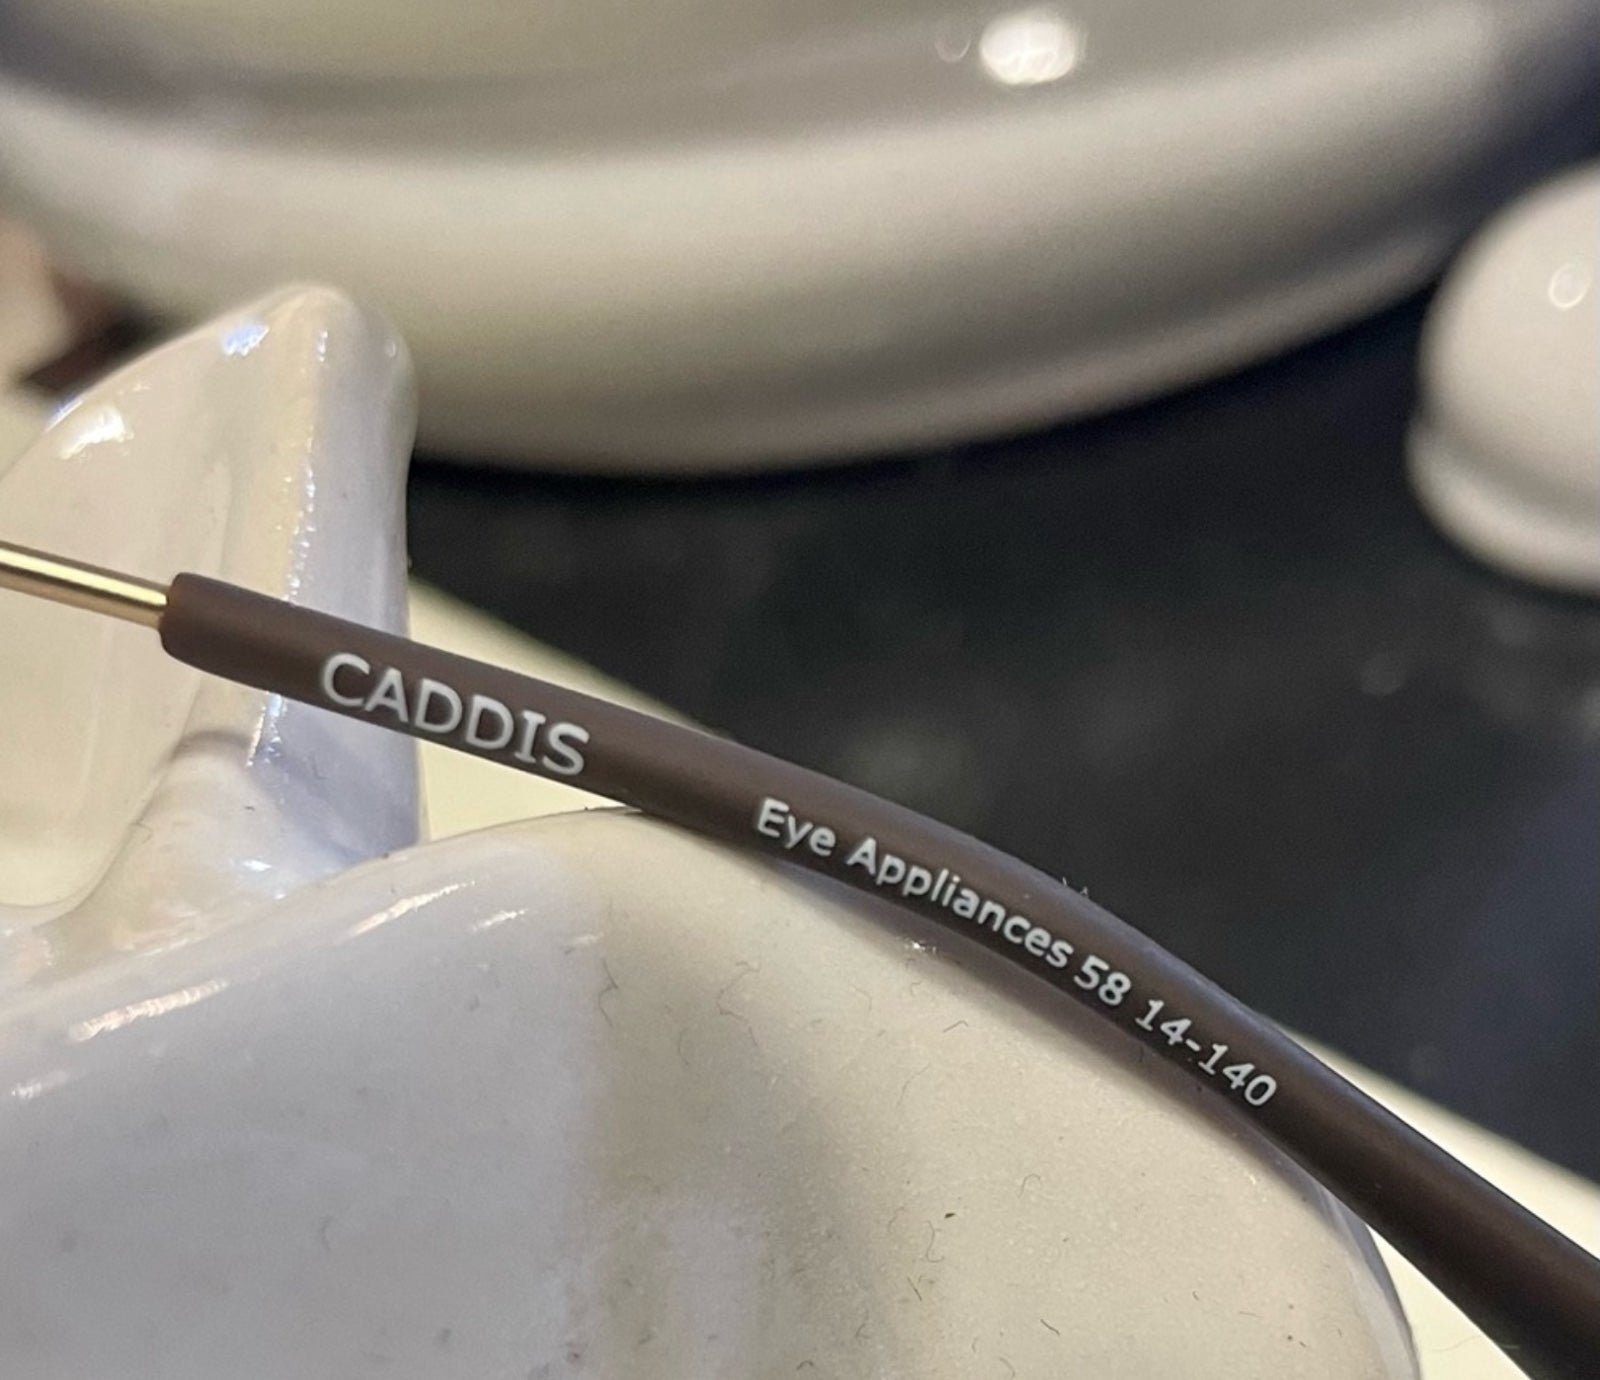 CADDIS
Eye Appliances 58 14-140